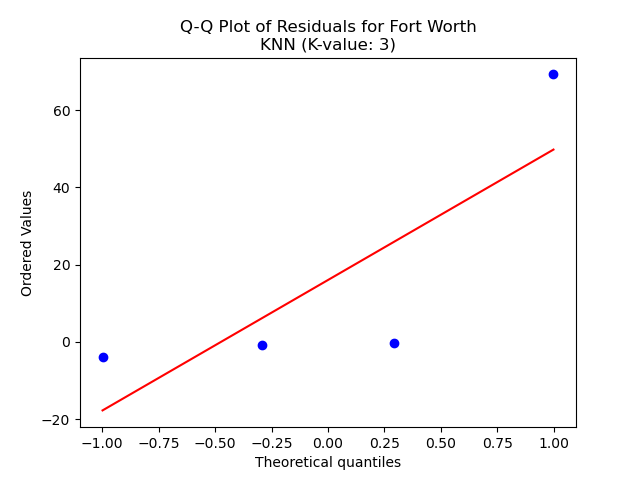 Q-Q Plot of Residuals for Fort Worth
KNN (K-value: 3)
Ordered Values
60
40
20
0
−20
−1.00 −0.75 −0.50 −0.25 0.00 0.25 0.50 0.75 1.00
Theoretical quantiles